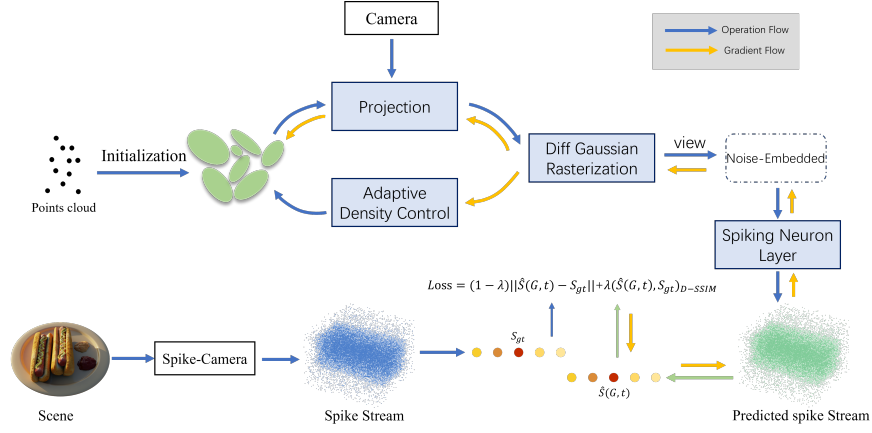 Camera
Operation Flow
Gradient Flow
Projection
Initialization
Points cloud
Diff Gaussian
Rasterization
view
Noise-Embedded
Adaptive
Density Control
Spiking Neuron
Layer
Loss = (1 − λ)||Ŝ(G, t) − S_gt||+λ(Ŝ(G, t), S_gt)_{D−SSIM}
S_gt
Spike-Camera
Ŝ(G, t)
Scene
Spike Stream
Predicted spike Stream